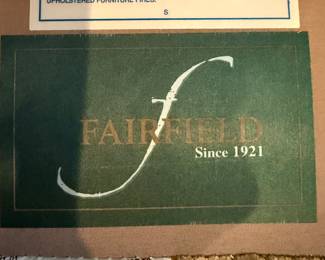 UPHOLSTERED FURNITURE FIRES.
S
f
FAIRFIELD
Since 1921